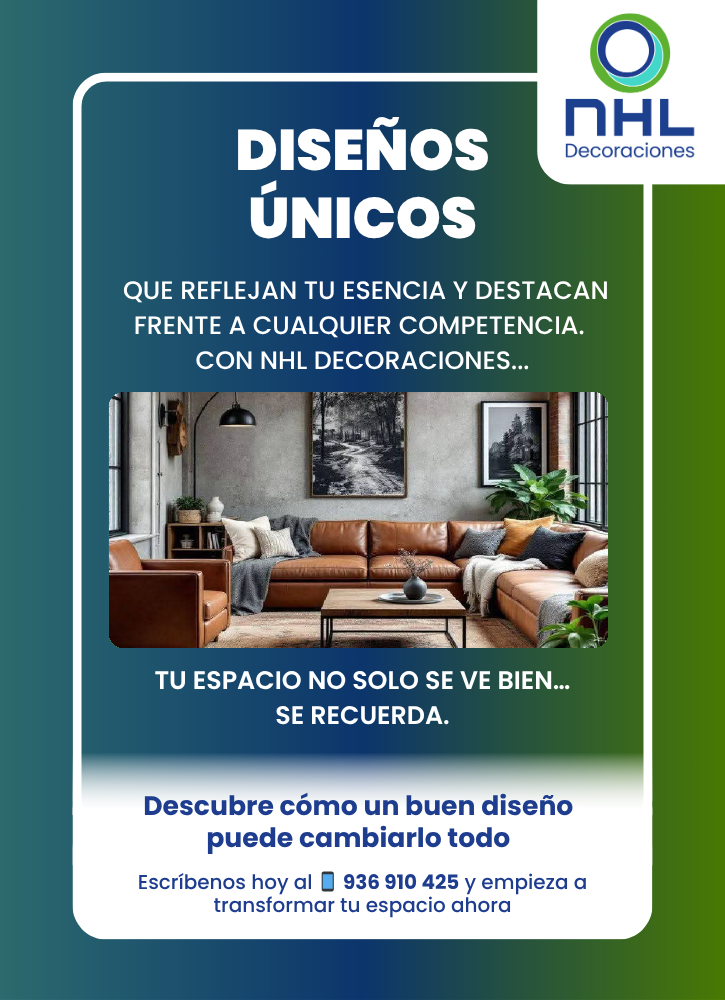 NHL
Decoraciones
DISEÑOS
ÚNICOS
QUE REFLEJAN TU ESENCIA Y DESTACAN
FRENTE A CUALQUIER COMPETENCIA.
CON NHL DECORACIONES...
TU ESPACIO NO SOLO SE VE BIEN...
SE RECUERDA.
Descubre cómo un buen diseño
puede cambiarlo todo
Escríbenos hoy al 📱 936 910 425 y empieza a
transformar tu espacio ahora